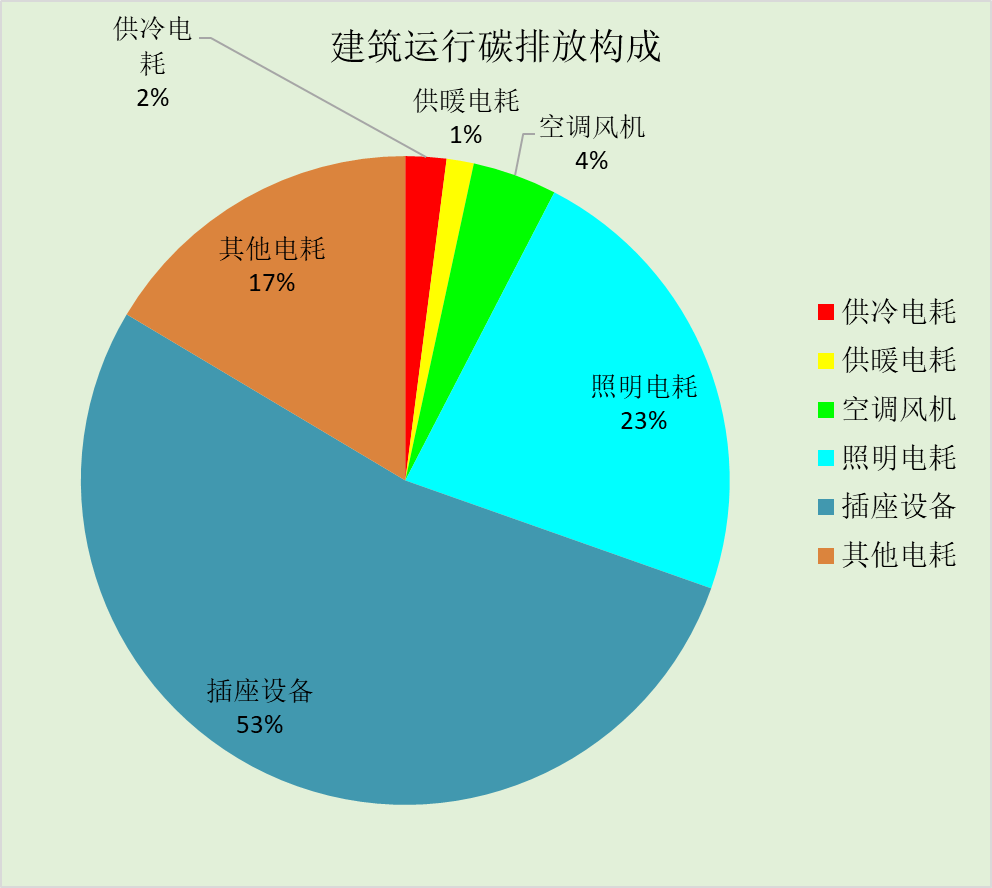 建筑运行碳排放构成
供冷电
耗
2%
供暖电耗
1%
空调风机
4%
其他电耗
17%
照明电耗
23%
插座设备
53%
供冷电耗
供暖电耗
空调风机
照明电耗
插座设备
其他电耗